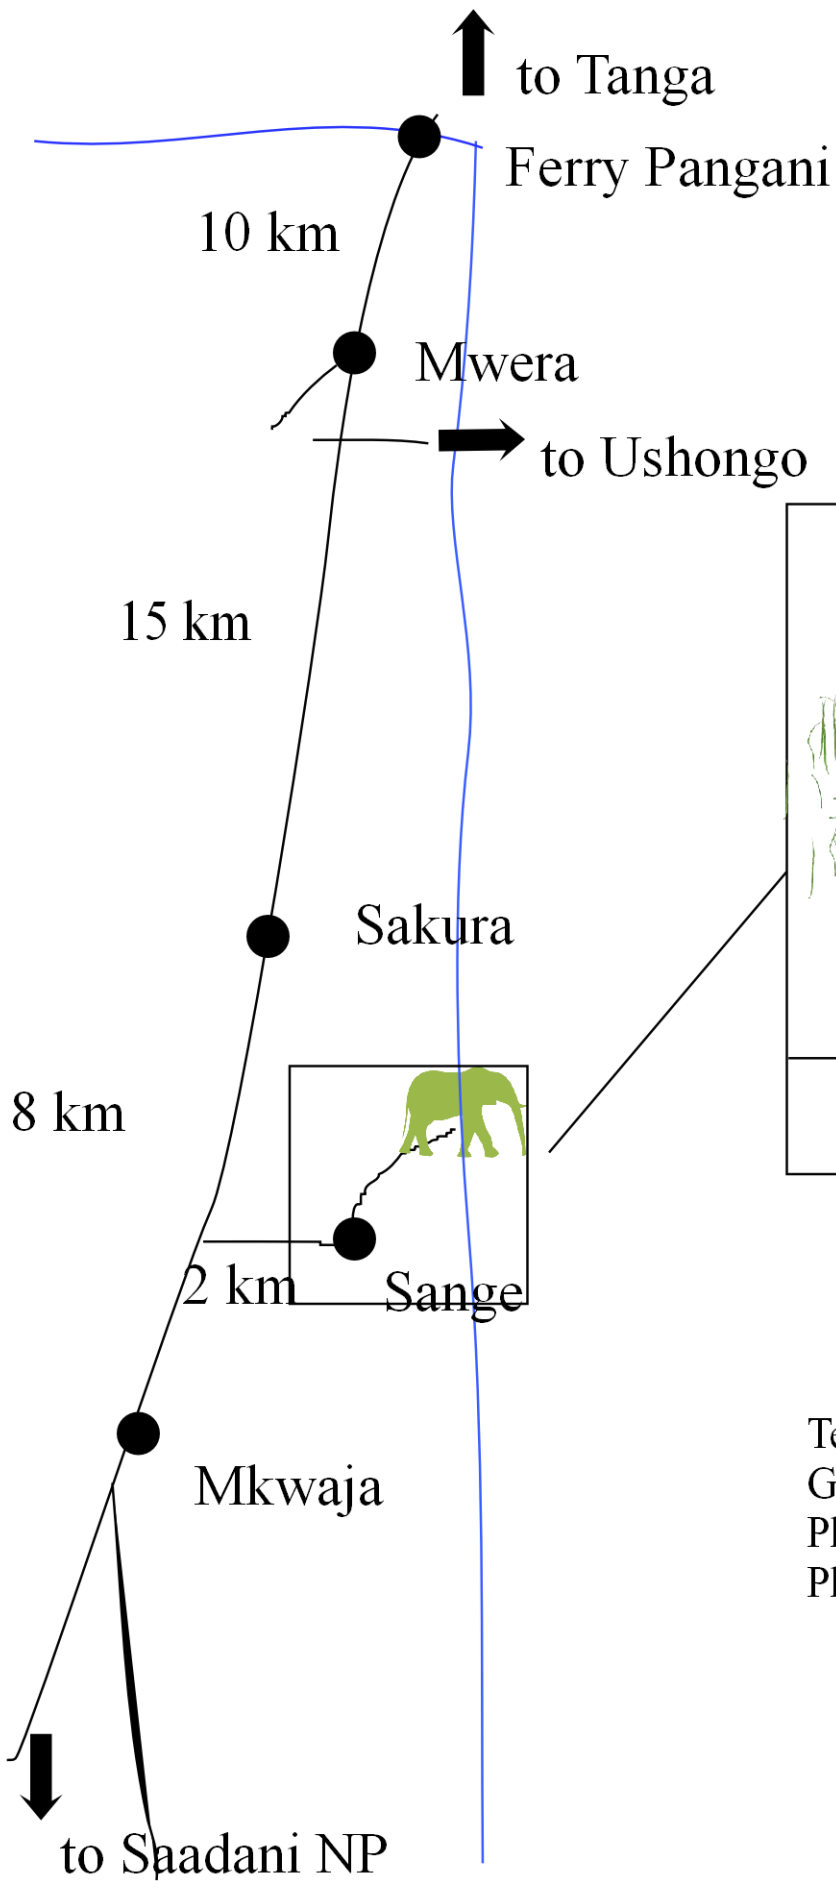 to Tanga
Ferry Pangani
10 km
Mwera
to Ushongo
15 km
Sakura
8 km
2 km
Sange
Mkwaja
to Saadani NP